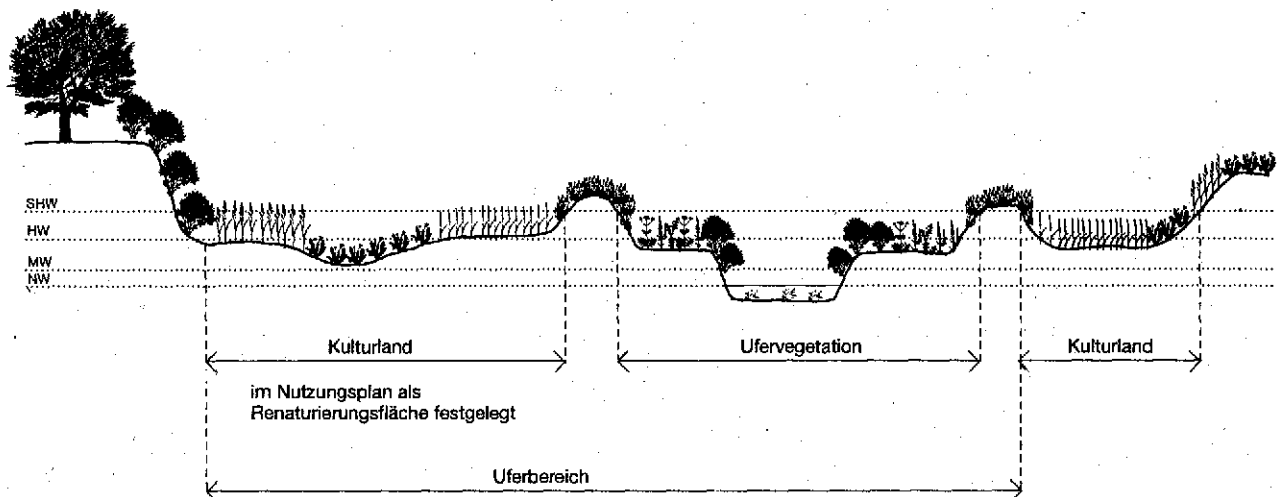 SHW
HW
MW
NW
Kulturland
Ufervegetation
Kulturland
im Nutzungsplan als
Renaturierungsfläche festgelegt
Uferbereich